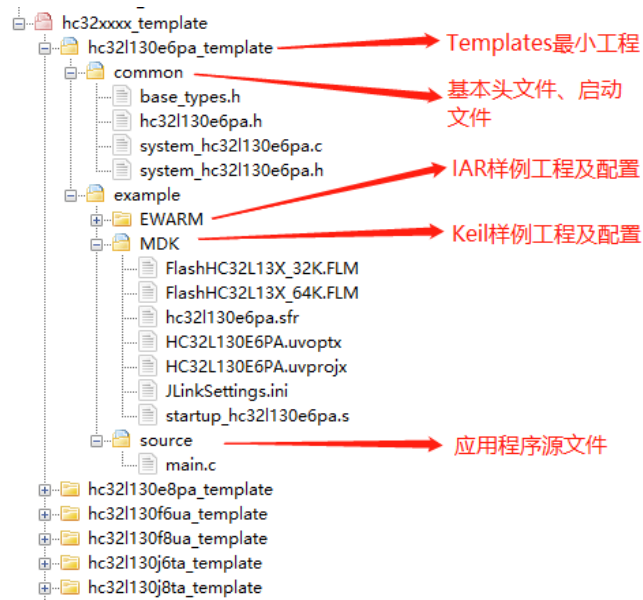 hc32xxxx_template
hc32l130e6pa_template
Templates最小工程
common
基本头文件、启动
文件
base_types.h
hc32l130e6pa.h
system_hc32l130e6pa.c
system_hc32l130e6pa.h
IAR样例工程及配置
example
EWARM
MDK
Keil样例工程及配置
FlashHC32L13X_32K.FLM
FlashHC32L13X_64K.FLM
hc32l130e6pa.sfr
HC32L130E6PA.uvoptx
HC32L130E6PA.uvprojx
JLinkSettings.ini
startup_hc32l130e6pa.s
source
应用程序源文件
main.c
hc32l130e8pa_template
hc32l130f6ua_template
hc32l130f8ua_template
hc32l130j6ta_template
hc32l130j8ta_template